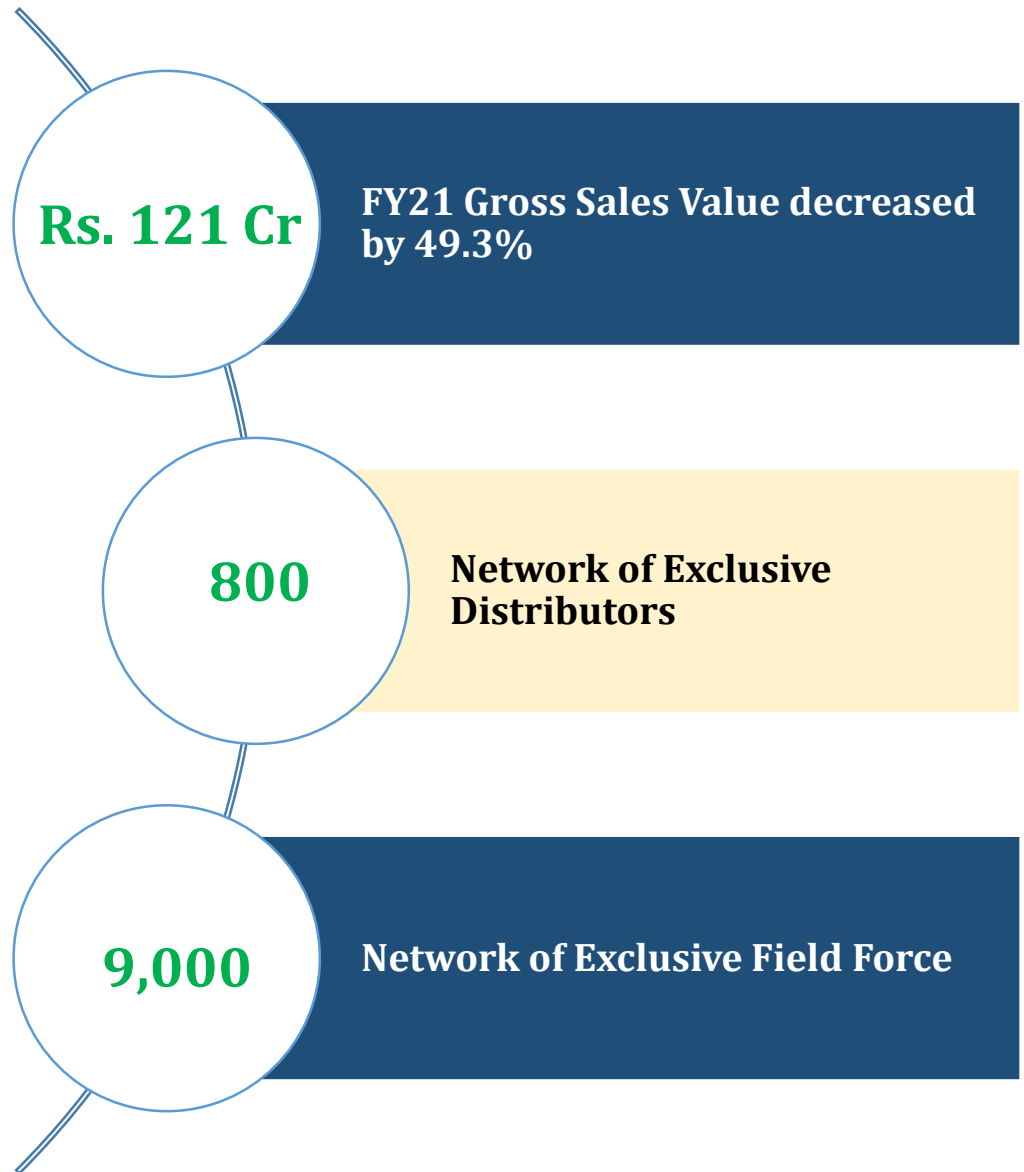 Rs. 121 Cr
FY21 Gross Sales Value decreased
by 49.3%
800
Network of Exclusive
Distributors
9,000
Network of Exclusive Field Force